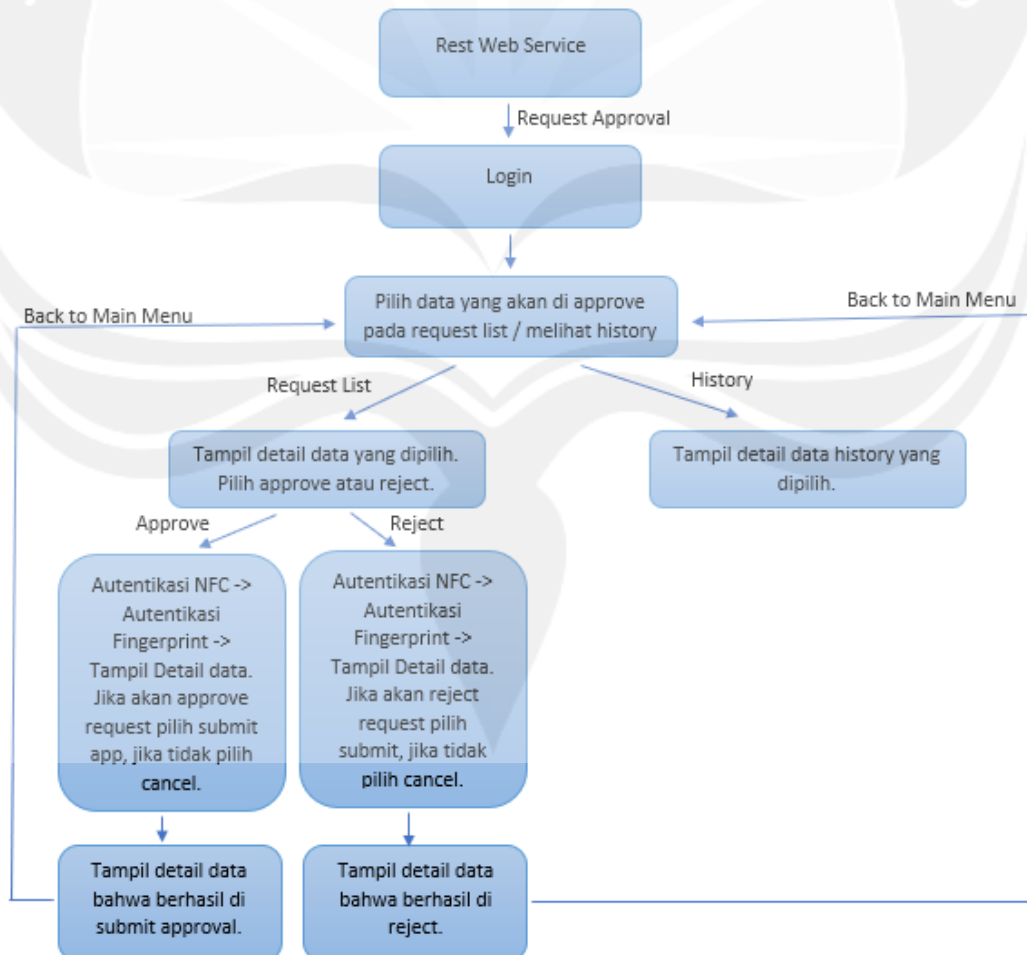 Rest Web Service
Request Approval
Login
Pilih data yang akan di approve
pada request list / melihat history
Back to Main Menu
Back to Main Menu
Request List
History
Tampil detail data yang dipilih.
Pilih approve atau reject.
Tampil detail data history yang
dipilih.
Approve
Reject
Autentikasi NFC ->
Autentikasi
Fingerprint ->
Tampil Detail data.
Jika akan approve
request pilih submit
app, jika tidak pilih
cancel.
Autentikasi NFC ->
Autentikasi
Fingerprint ->
Tampil Detail data.
Jika akan reject
request pilih
submit, jika tidak
pilih cancel.
Tampil detail data
bahwa berhasil di
submit approval.
Tampil detail data
bahwa berhasil di
reject.